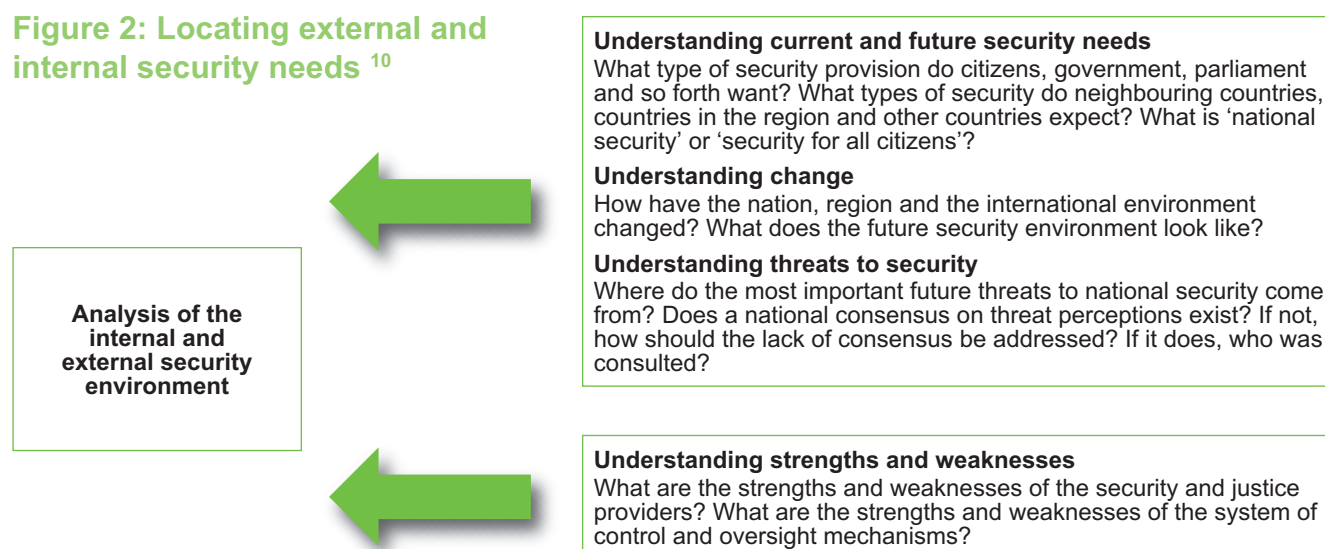 Figure 2: Locating external and
internal security needs 10
Understanding current and future security needs
What type of security provision do citizens, government, parliament
and so forth want? What types of security do neighbouring countries,
countries in the region and other countries expect? What is ‘national
security’ or ‘security for all citizens’?
Understanding change
How have the nation, region and the international environment
changed? What does the future security environment look like?
Understanding threats to security
Where do the most important future threats to national security come
from? Does a national consensus on threat perceptions exist? If not,
how should the lack of consensus be addressed? If it does, who was
consulted?
Analysis of the
internal and
external security
environment
Understanding strengths and weaknesses
What are the strengths and weaknesses of the security and justice
providers? What are the strengths and weaknesses of the system of
control and oversight mechanisms?